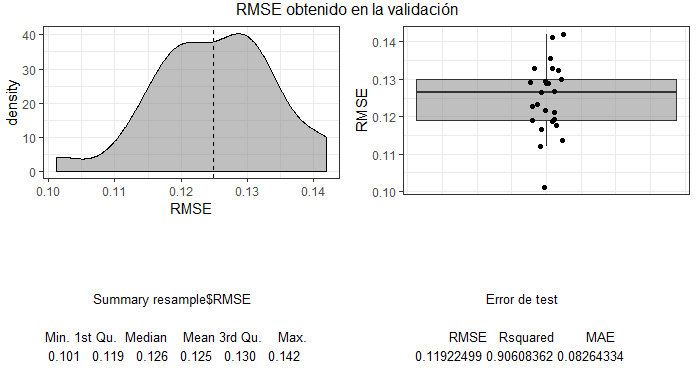 RMSE obtenido en la validación
40
30
20
10
0
density
0.10 0.11 0.12 0.13 0.14
RMSE
0.14
0.13
0.12
0.11
0.10
RMSE
Summary resample$RMSE
Min. 1st Qu. Median Mean 3rd Qu. Max.
0.101 0.119 0.126 0.125 0.130 0.142
Error de test
RMSE Rsquared MAE
0.11922499 0.90608362 0.08264334